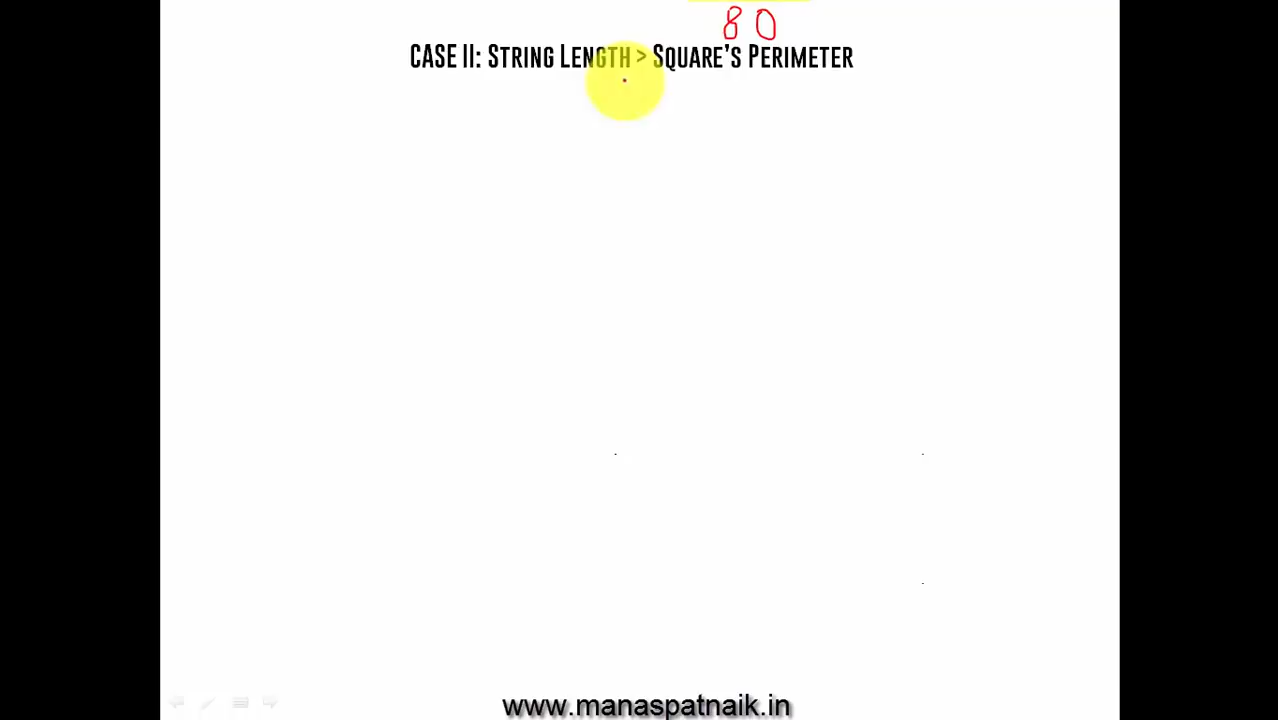 80
CASE II: STRING LENGTH > SQUARE'S PERIMETER
www.manaspatnaik.in